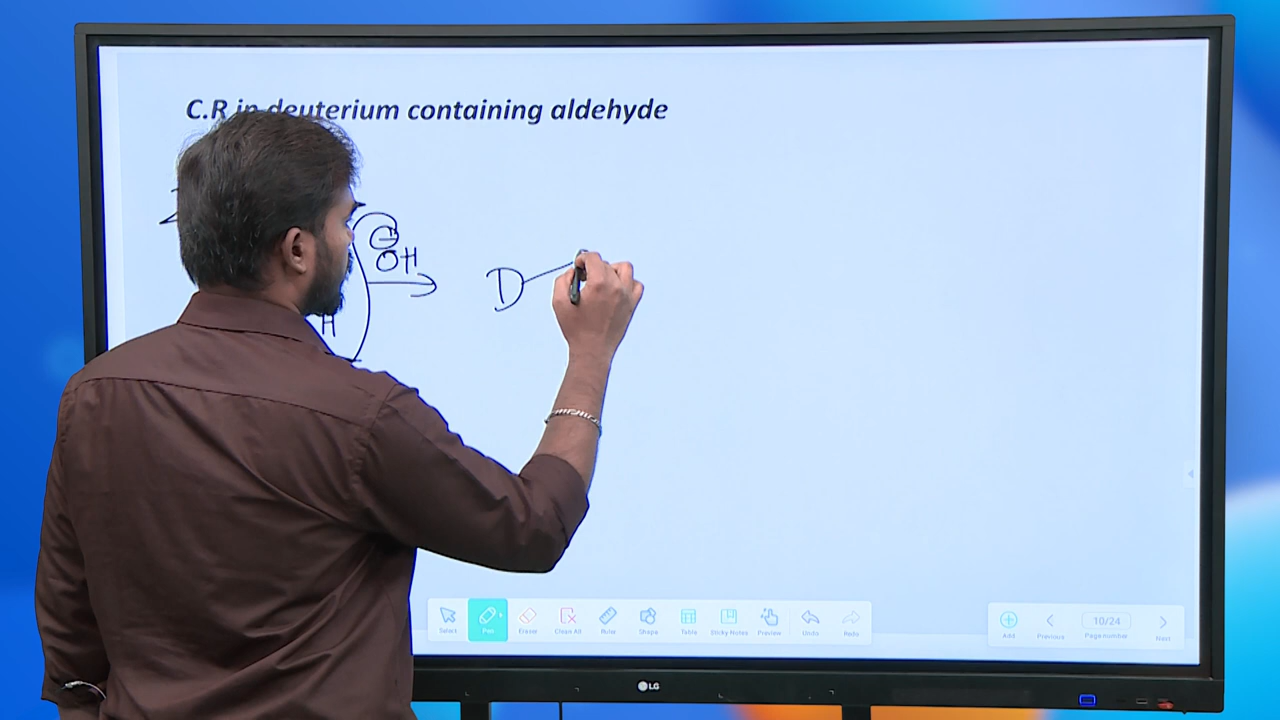 C.R in deuterium containing aldehyde
⊖
OH
H
D
Select Pen Eraser Clean All Ruler Shape Table Sticky Notes Preview Undo Redo
Add Previous 10/24 Page number Next
LG